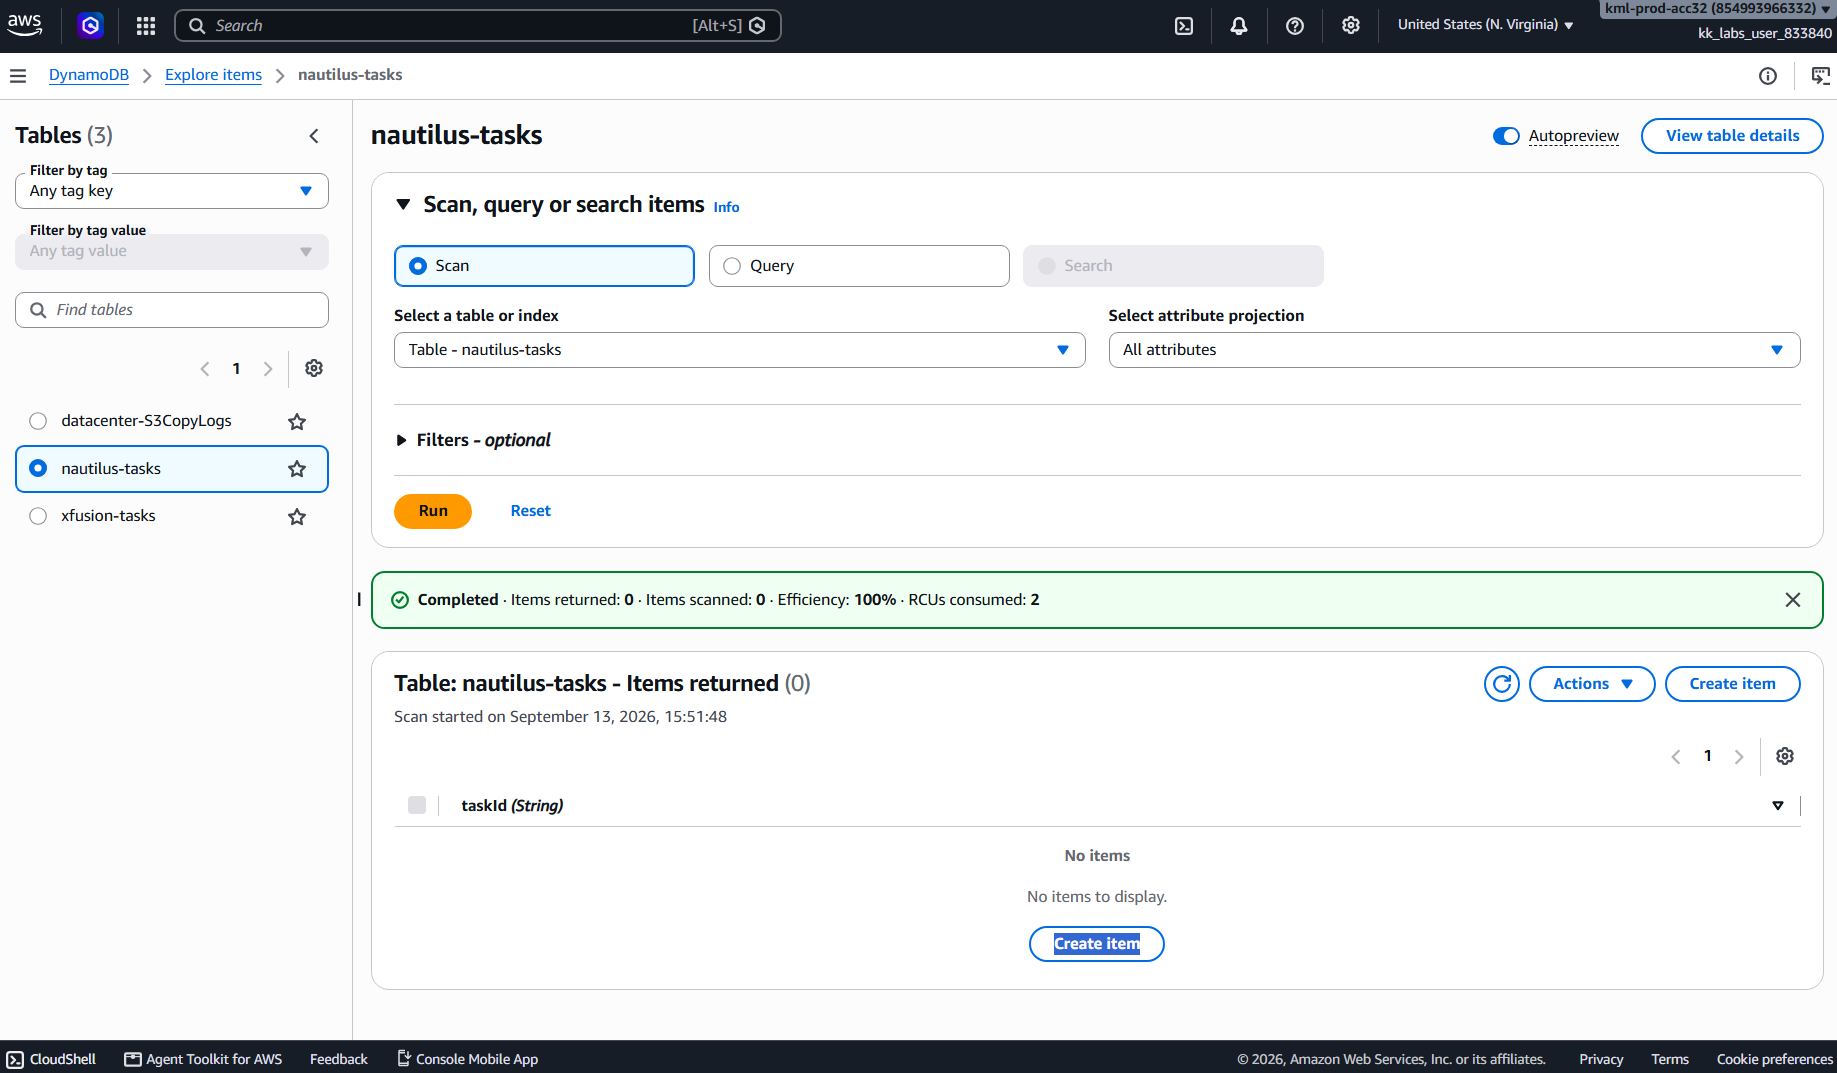 aws
Search [Alt+S]
United States (N. Virginia)
kml-prod-acc32 (854993966332)
kk_labs_user_833840
DynamoDB
Explore items
nautilus-tasks
Tables (3)
Filter by tag
Any tag key
Filter by tag value
Any tag value
Find tables
1
datacenter-S3CopyLogs
nautilus-tasks
xfusion-tasks
nautilus-tasks
Autopreview
View table details
Scan, query or search items Info
Scan
Query
Search
Select a table or index
Table - nautilus-tasks
Select attribute projection
All attributes
Filters - optional
Run
Reset
Completed · Items returned: 0 · Items scanned: 0 · Efficiency: 100% · RCUs consumed: 2
Table: nautilus-tasks - Items returned (0)
Scan started on September 13, 2026, 15:51:48
Actions
Create item
1
taskId (String)
No items
No items to display.
Create item
CloudShell
Agent Toolkit for AWS
Feedback
Console Mobile App
© 2026, Amazon Web Services, Inc. or its affiliates.
Privacy
Terms
Cookie preferences